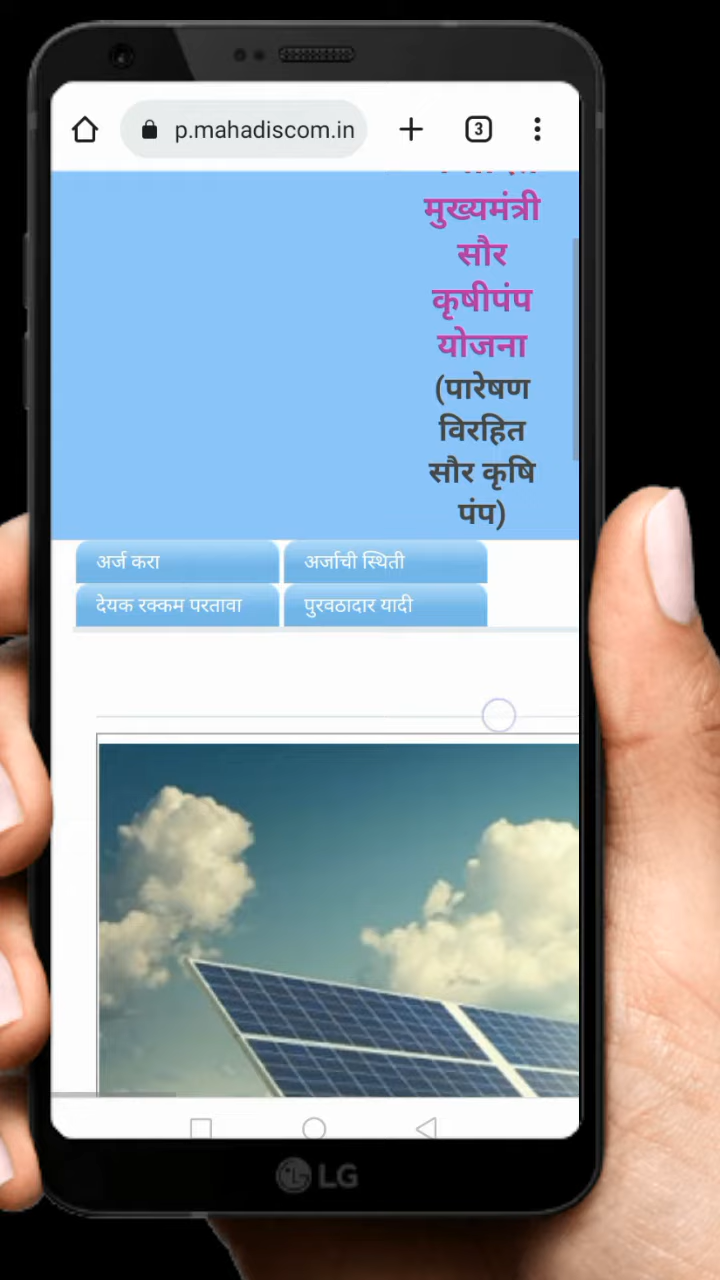 p.mahadiscom.in
3
मुख्यमंत्री
सौर
कृषीपंप
योजना
(पारेषण
विरहित
सौर कृषि
पंप)
अर्ज करा
अर्जाची स्थिती
देयक रक्कम परतावा
पुरवठादार यादी
LG